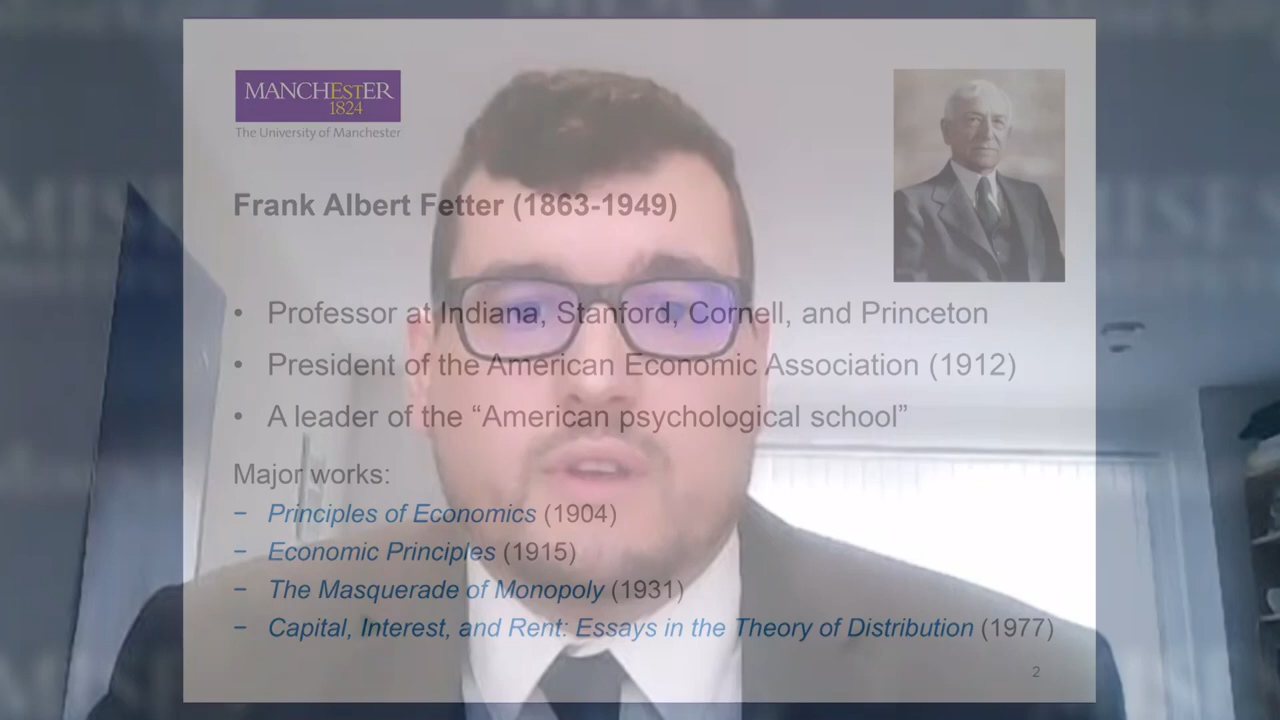 MANCHEsTER
1824
The University of Manchester
Frank Albert Fetter (1863-1949)
• Professor at Indiana, Stanford, Cornell, and Princeton
• President of the American Economic Association (1912)
• A leader of the “American psychological school”
Major works:
− Principles of Economics (1904)
− Economic Principles (1915)
− The Masquerade of Monopoly (1931)
− Capital, Interest, and Rent: Essays in the Theory of Distribution (1977)
2